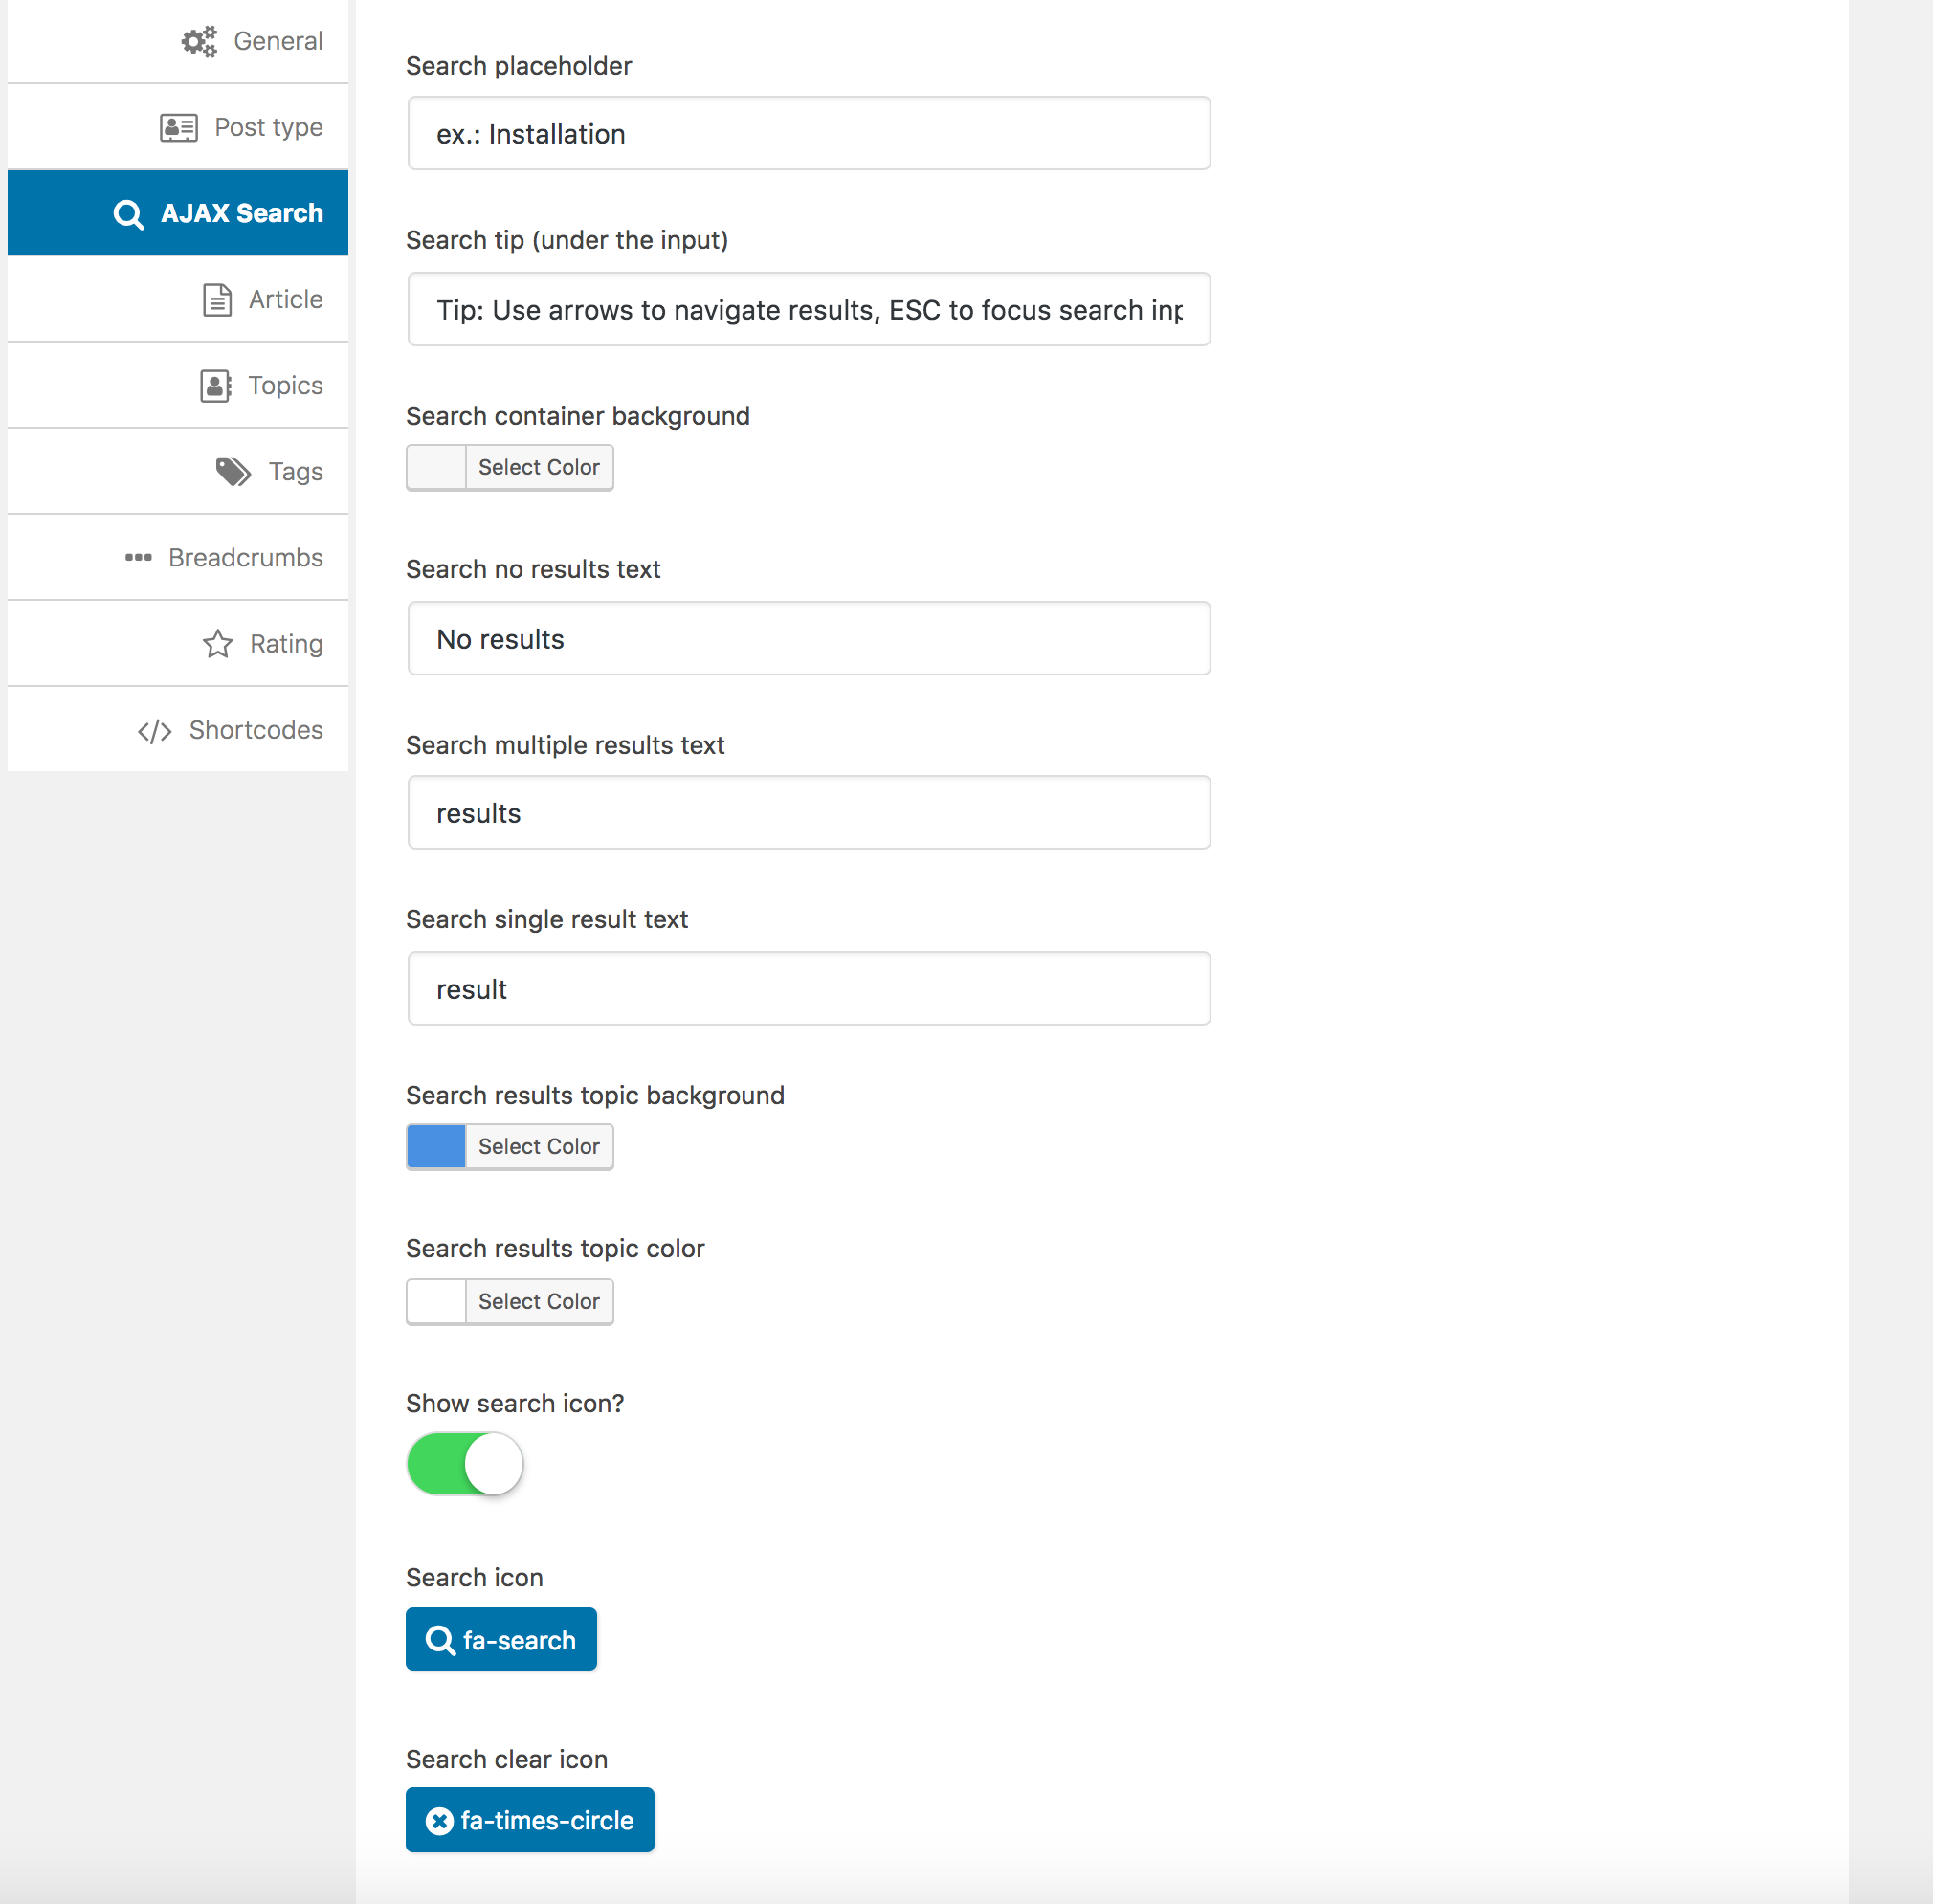 General
Post type
AJAX Search
Article
Topics
Tags
Breadcrumbs
Rating
Shortcodes
Search placeholder
ex.: Installation
Search tip (under the input)
Tip: Use arrows to navigate results, ESC to focus search inp
Search container background
Select Color
Search no results text
No results
Search multiple results text
results
Search single result text
result
Search results topic background
Select Color
Search results topic color
Select Color
Show search icon?
Search icon
fa-search
Search clear icon
fa-times-circle